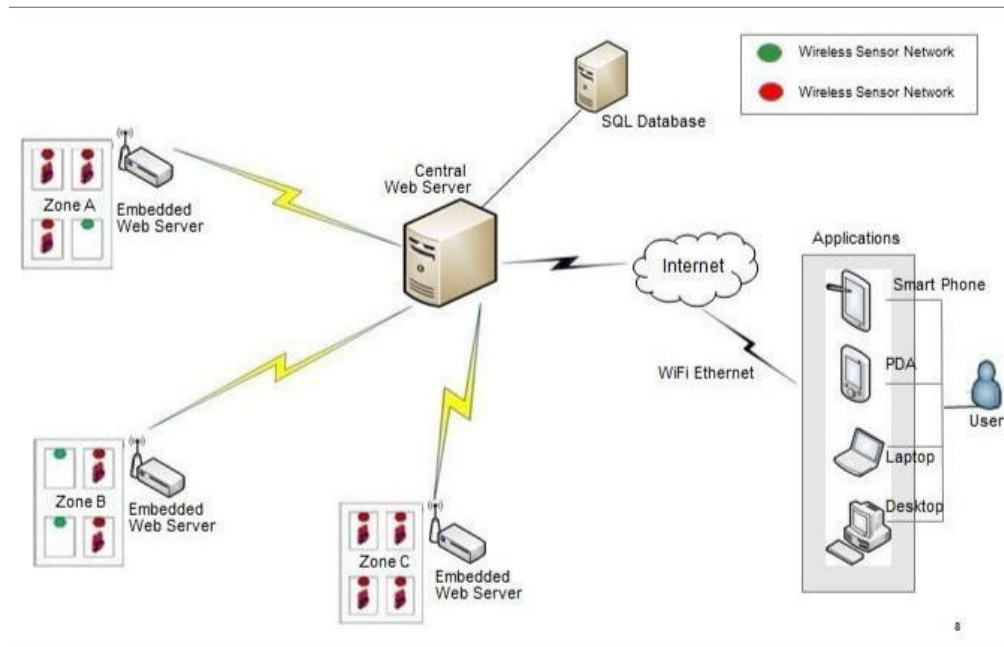 Wireless Sensor Network
Wireless Sensor Network
SQL Database
Central
Web Server
Zone A
Embedded
Web Server
Internet
Applications
Smart Phone
PDA
WiFi Ethernet
User
Laptop
Desktop
Zone B
Embedded
Web Server
Zone C
Embedded
Web Server
8